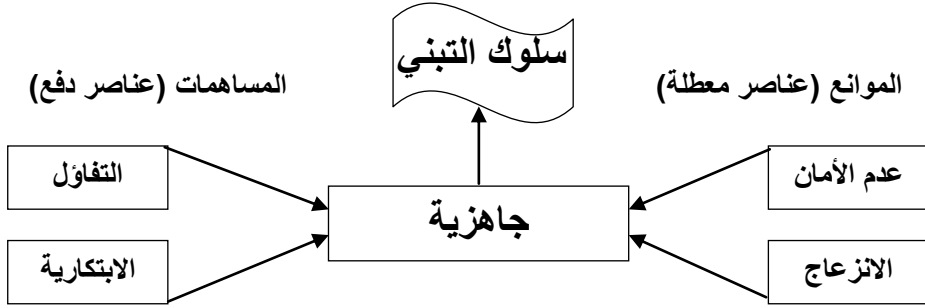 سلوك التبني
الموانع (عناصر معطلة)
المساهمات (عناصر دفع)
عدم الأمان
التفاؤل
جاهزية
الانزعاج
الابتكارية